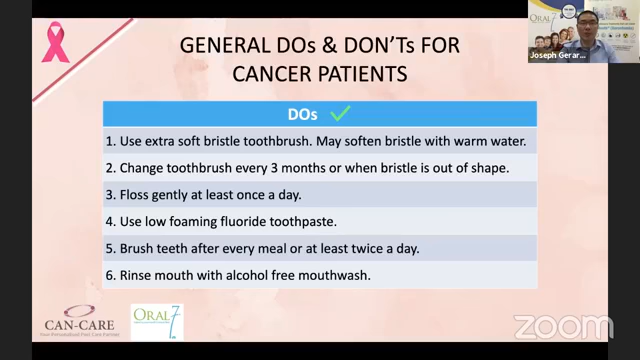 GENERAL DOs & DON'Ts FOR
CANCER PATIENTS
DOs
1. Use extra soft bristle toothbrush. May soften bristle with warm water.
2. Change toothbrush every 3 months or when bristle is out of shape.
3. Floss gently at least once a day.
4. Use low foaming fluoride toothpaste.
5. Brush teeth after every meal or at least twice a day.
6. Rinse mouth with alcohol free mouthwash.
CAN-CARE
ORAL7
ORAL7
Joseph Gerar...
zoom